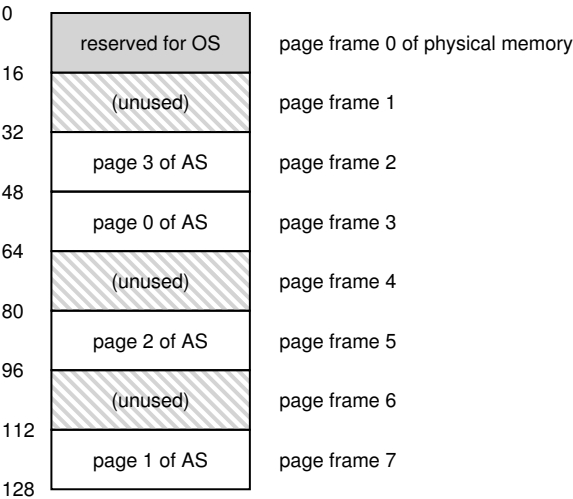 0
reserved for OS page frame 0 of physical memory
16
(unused) page frame 1
32
page 3 of AS page frame 2
48
page 0 of AS page frame 3
64
(unused) page frame 4
80
page 2 of AS page frame 5
96
(unused) page frame 6
112
page 1 of AS page frame 7
128